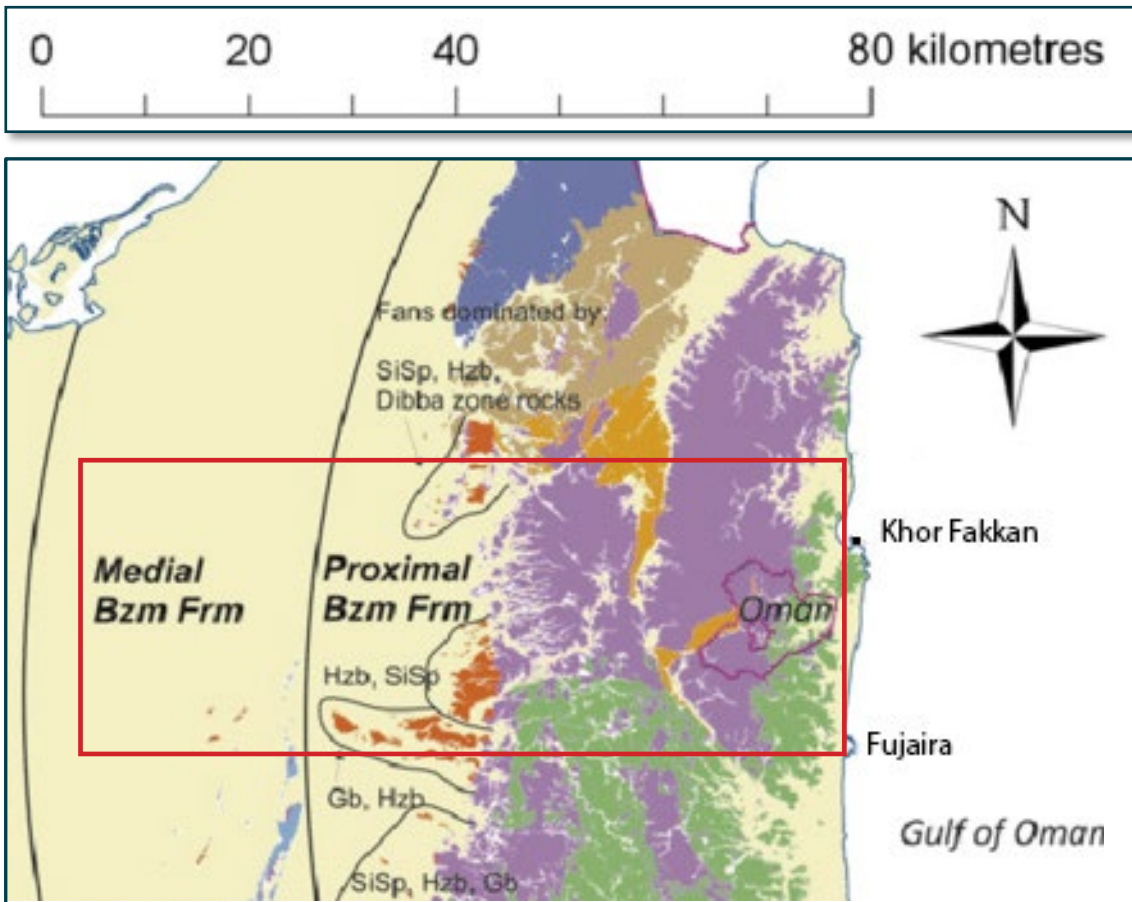 0 20 40 80 kilometres
N
Fans dominated by:
SiSp, Hzb,
Dibba zone rocks
Khor Fakkan
Medial
Bzm Frm
Proximal
Bzm Frm
Oman
Hzb, SiSp
Fujaira
Gb, Hzb
Gulf of Oman
SiSp, Hzb, Gb